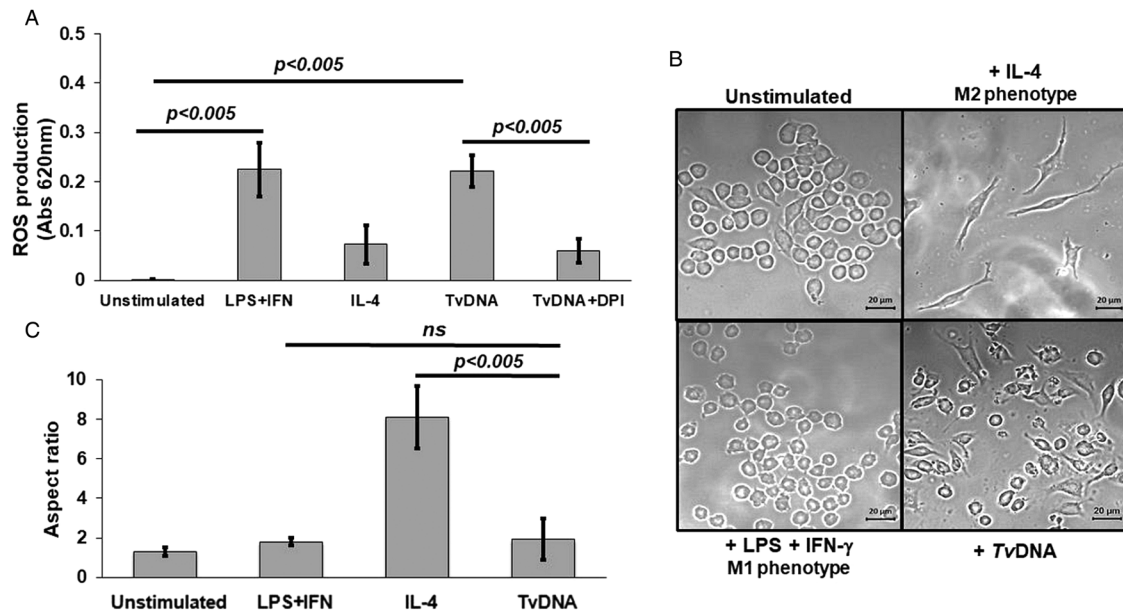 A
ROS production
(Abs 620nm)
0.5
0.4
0.3
0.2
0.1
0
p<0.005
p<0.005
p<0.005
Unstimulated LPS+IFN IL-4 TvDNA TvDNA+DPI
B
Unstimulated
+ IL-4
M2 phenotype
20 µm
20 µm
20 µm
20 µm
+ LPS + IFN-γ
M1 phenotype
+ TvDNA
C
Aspect ratio
10
8
6
4
2
0
ns
p<0.005
Unstimulated LPS+IFN IL-4 TvDNA